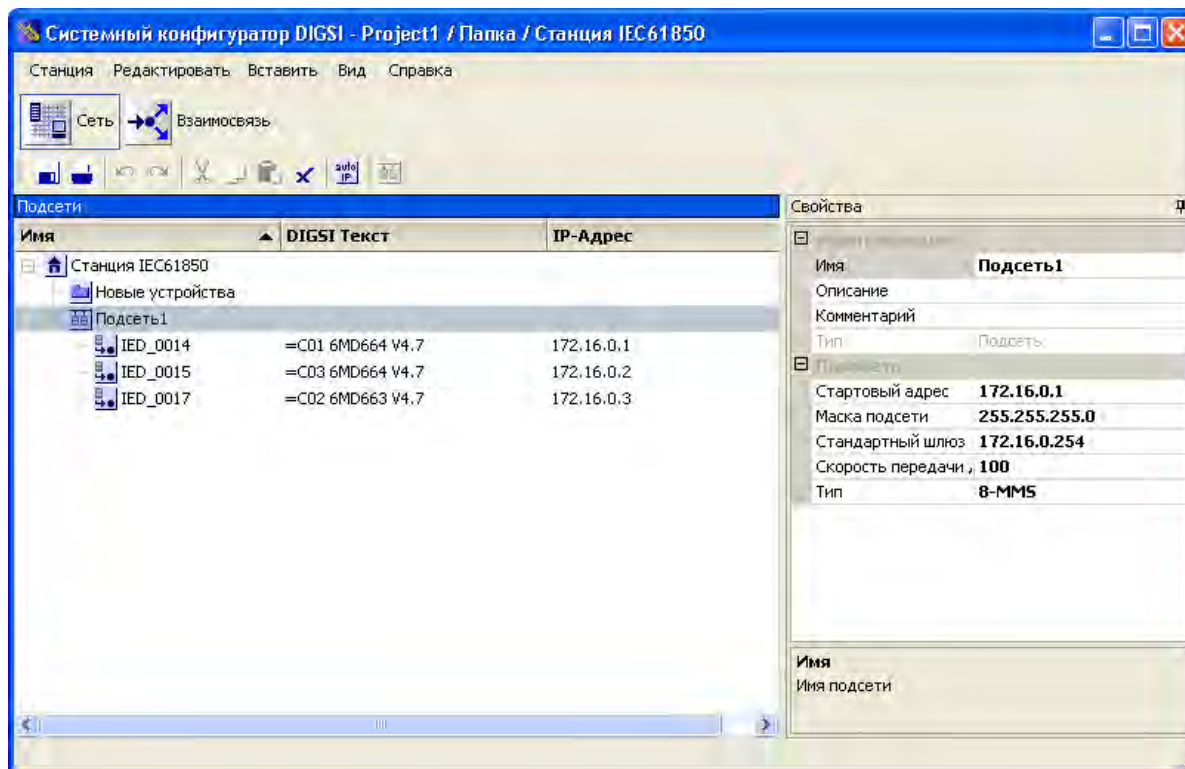 Системный конфигуратор DIGSI - Project1 / Папка / Станция IEC61850
Станция Редактировать Вставить Вид Справка
Сеть Взаимосвязь
auto IP
Подсети
Имя DIGSI Текст IP-Адрес
Станция IEC61850
Новые устройства
Подсеть1
IED_0014 =C01 6MD664 V4.7 172.16.0.1
IED_0015 =C03 6MD664 V4.7 172.16.0.2
IED_0017 =C02 6MD663 V4.7 172.16.0.3
Свойства
Имя Подсеть1
Описание
Комментарий
Тип Подсеть
Стартовый адрес 172.16.0.1
Маска подсети 255.255.255.0
Стандартный шлюз 172.16.0.254
Скорость передачи 100
Тип 8-MMS
Имя
Имя подсети